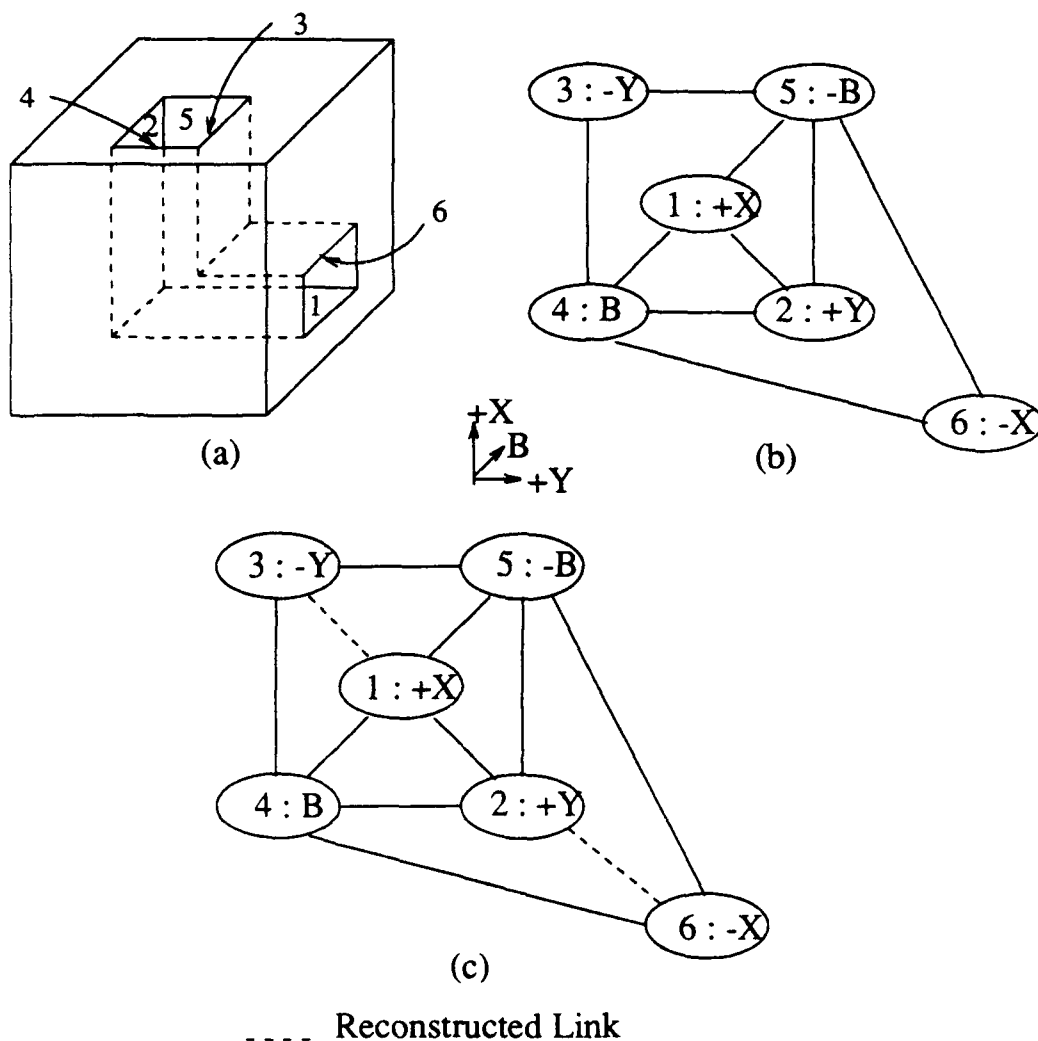 3
4
2
5
6
1
(a)
3 : -Y
5 : -B
1 : +X
4 : B
2 : +Y
6 : -X
(b)
+X
B
+Y
3 : -Y
5 : -B
1 : +X
4 : B
2 : +Y
6 : -X
(c)
Reconstructed Link